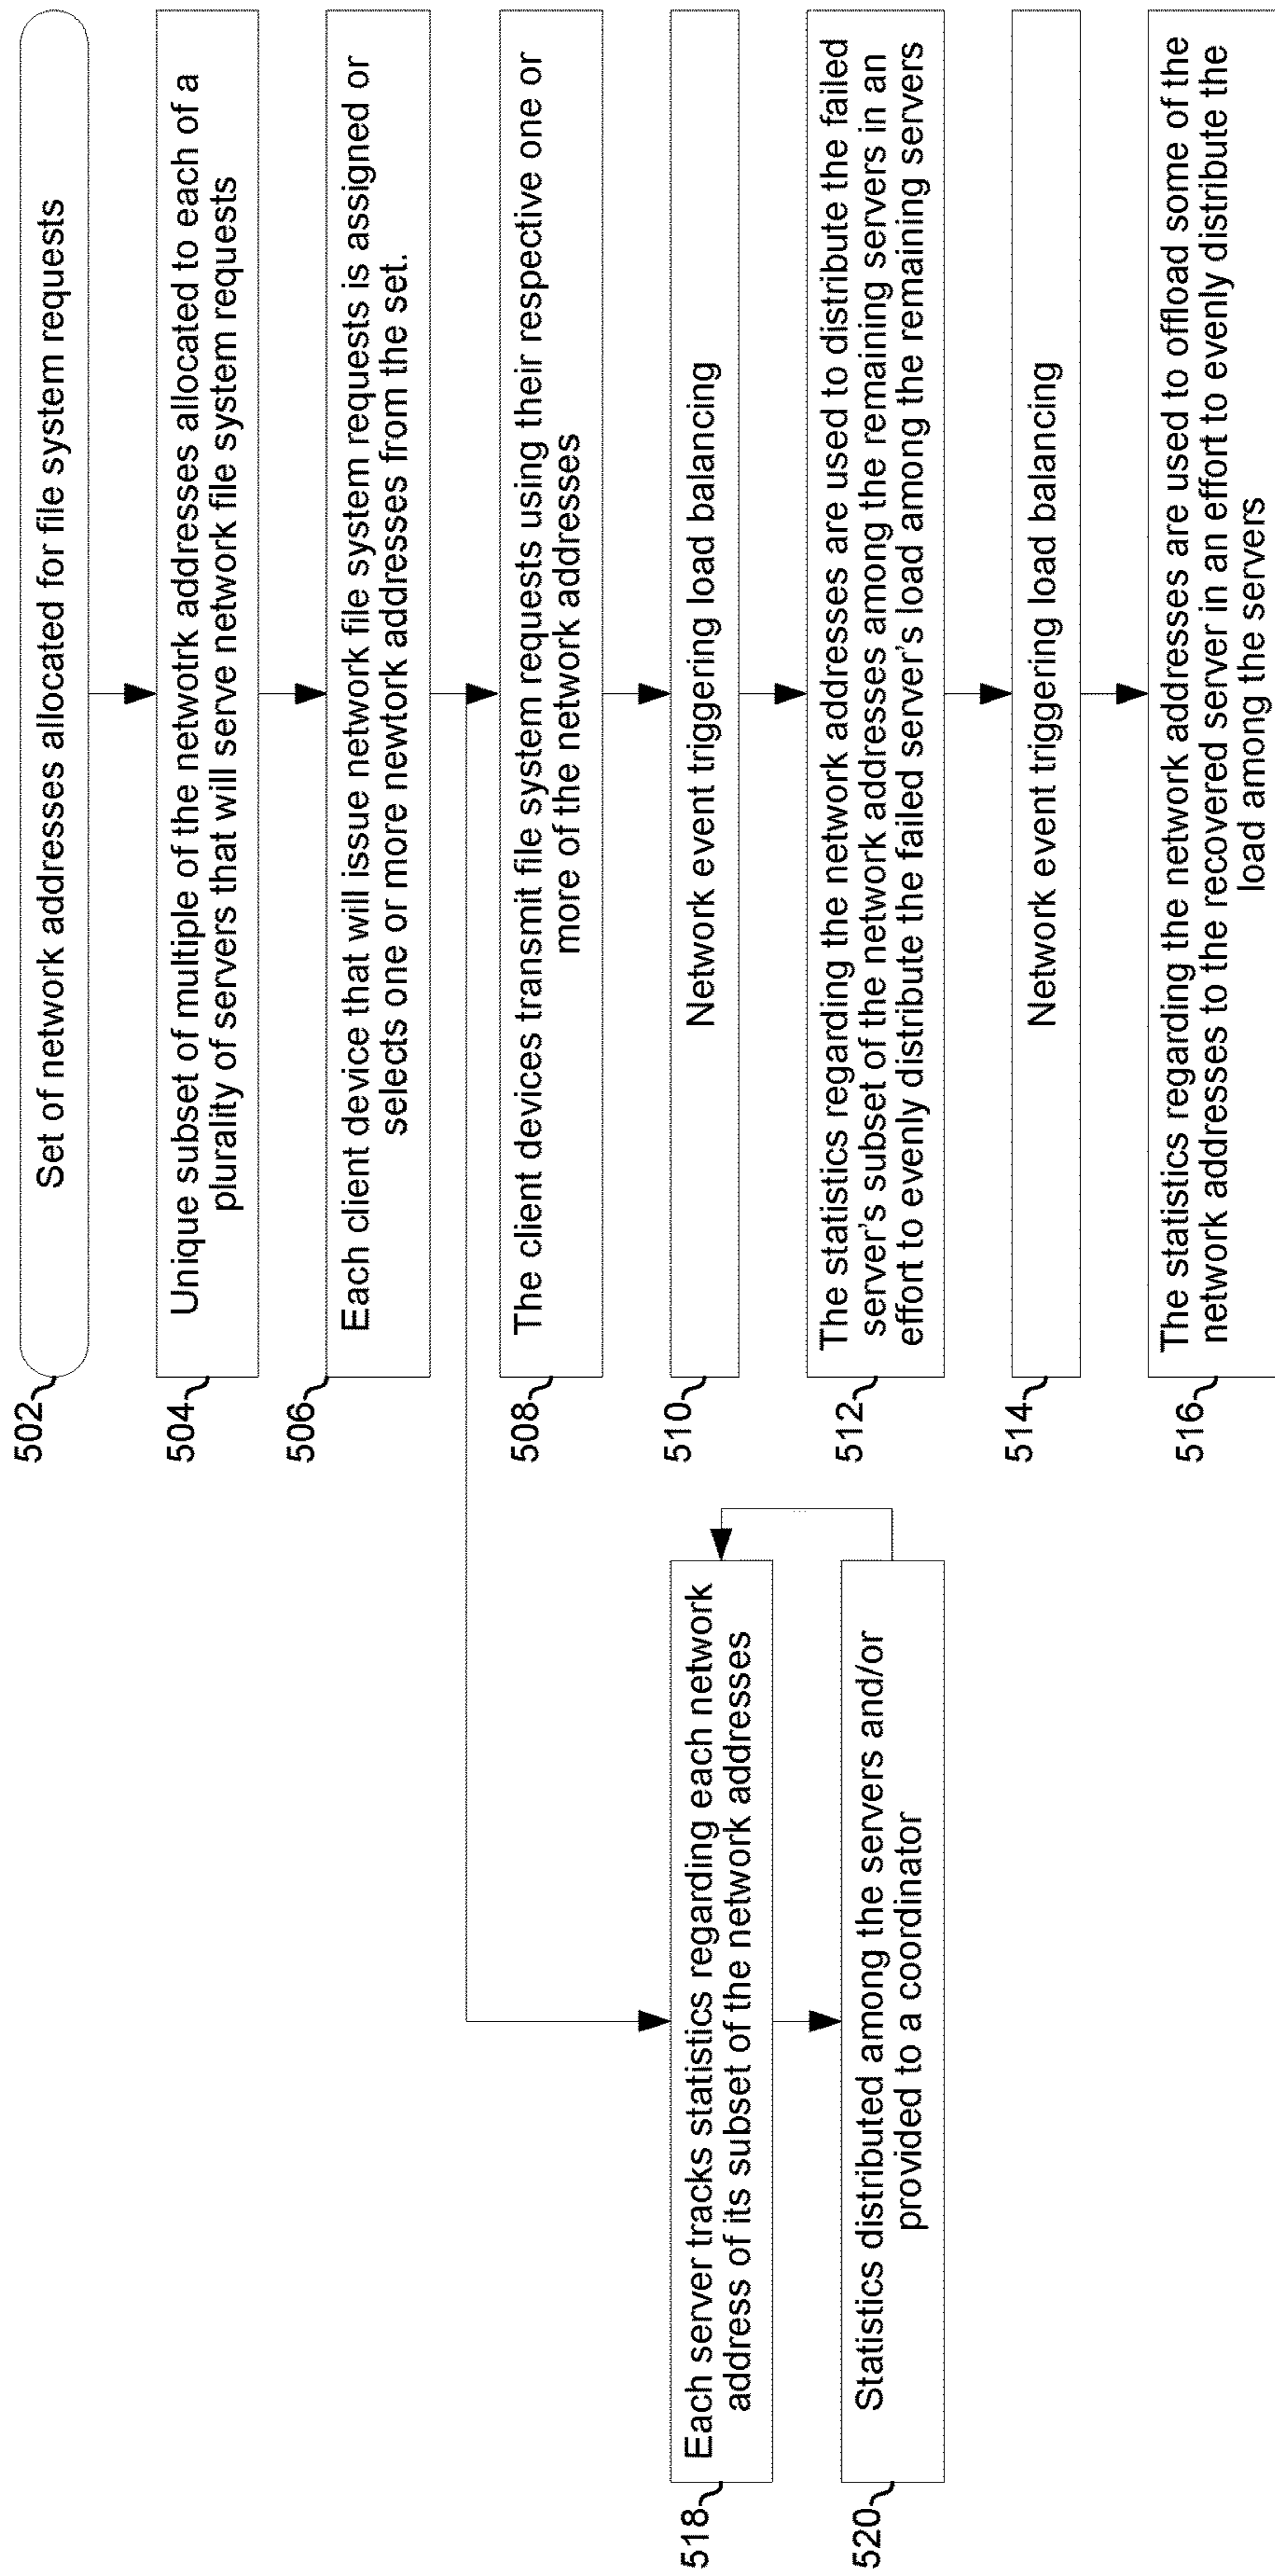 502
Set of network addresses allocated for file system requests
504
Unique subset of multiple of the netwotrk addresses allocated to each of a
plurality of servers that will serve network file system requests
506
Each client device that will issue network file system requests is assigned or
selects one or more newtork addresses from the set.
508
The client devices transmit file system requests using their respective one or
more of the network addresses
510
Network event triggering load balancing
512
The statistics regarding the network addresses are used to distribute the failed
server's subset of the network addresses among the remaining servers in an
effort to evenly distribute the failed server's load among the remaining servers
514
Network event triggering load balancing
516
The statistics regarding the network addresses are used to offload some of the
network addresses to the recovered server in an effort to evenly distribute the
load among the servers
518
Each server tracks statistics regarding each network
address of its subset of the network addresses
520
Statistics distributed among the servers and/or
provided to a coordinator